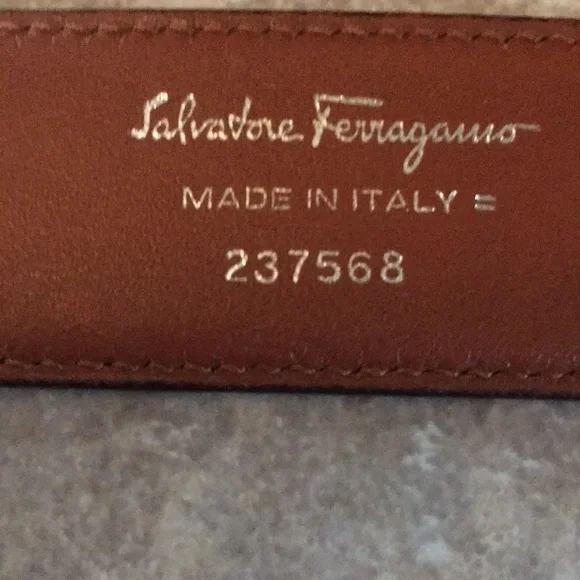 Salvatore Ferragamo
MADE IN ITALY =
237568